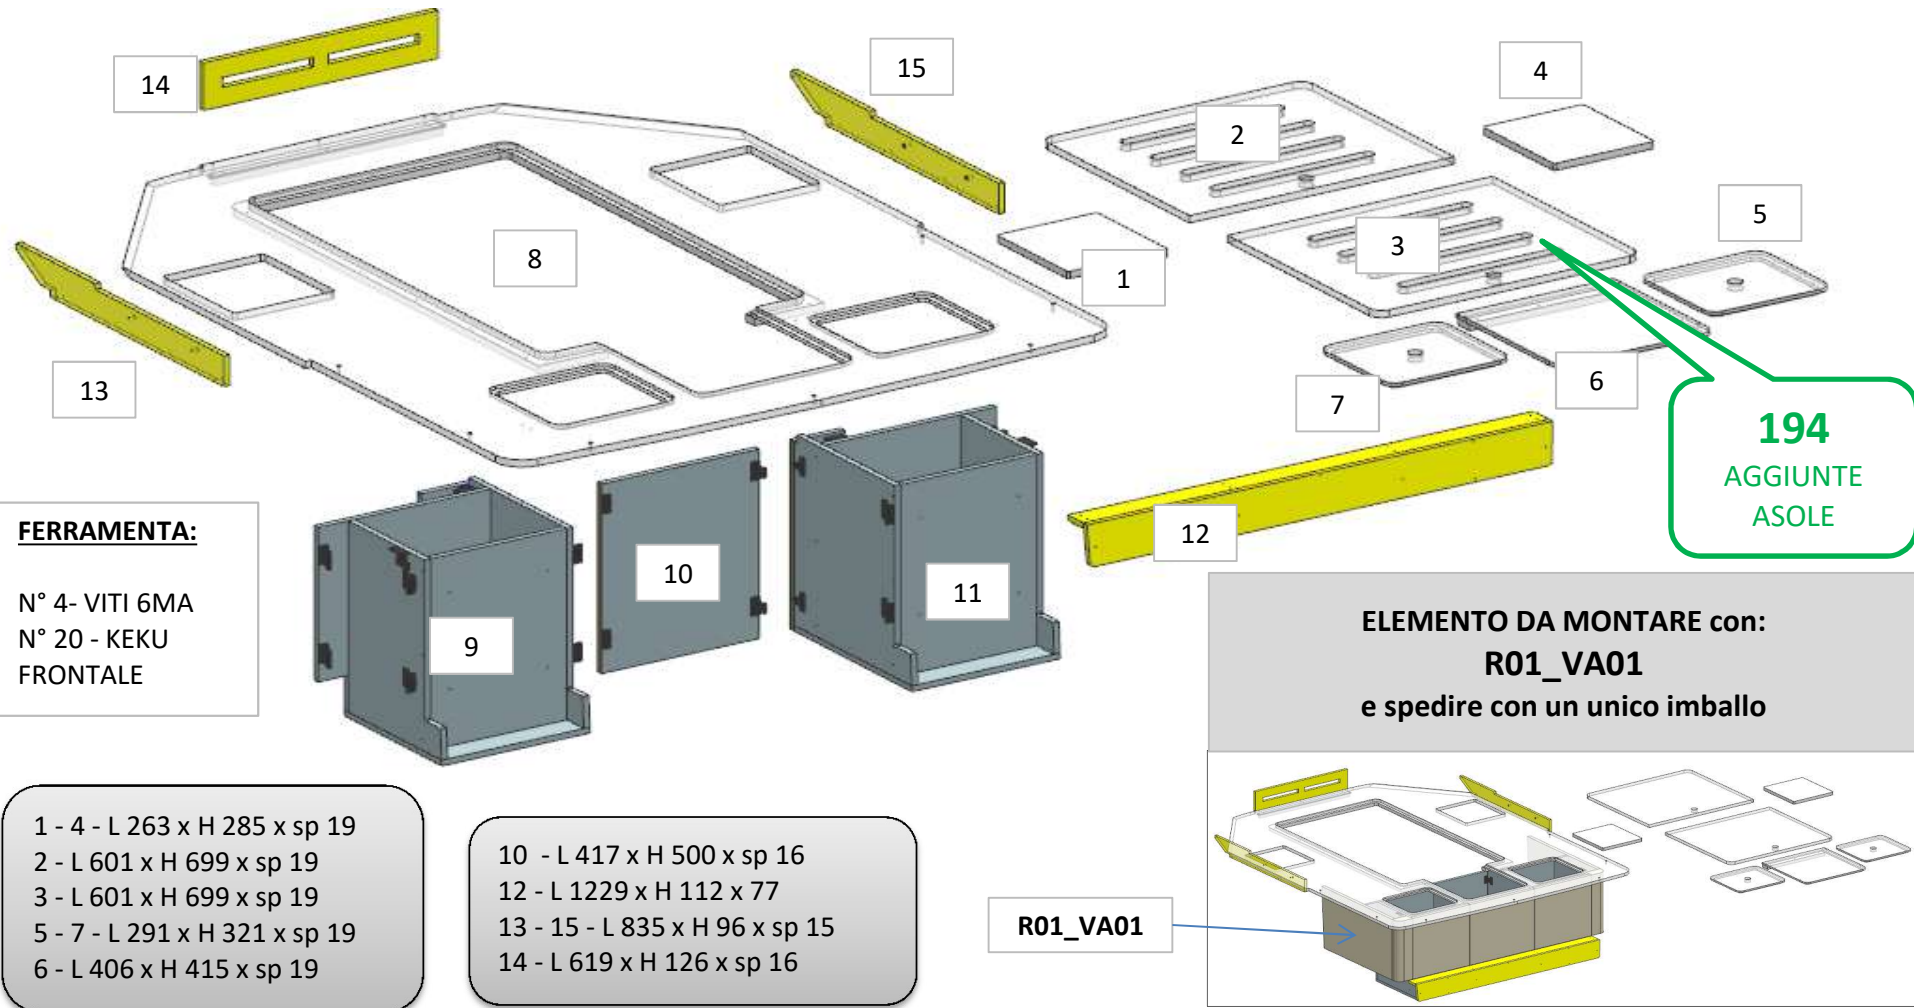 14
15
4
2
5
3
8
1
6
7
13
12
10
11
9
194
AGGIUNTE
ASOLE
FERRAMENTA:
N° 4- VITI 6MA
N° 20 - KEKU
FRONTALE
ELEMENTO DA MONTARE con:
R01_VA01
e spedire con un unico imballo
1 - 4 - L 263 x H 285 x sp 19
2 - L 601 x H 699 x sp 19
3 - L 601 x H 699 x sp 19
5 - 7 - L 291 x H 321 x sp 19
6 - L 406 x H 415 x sp 19
10 - L 417 x H 500 x sp 16
12 - L 1229 x H 112 x 77
13 - 15 - L 835 x H 96 x sp 15
14 - L 619 x H 126 x sp 16
R01_VA01